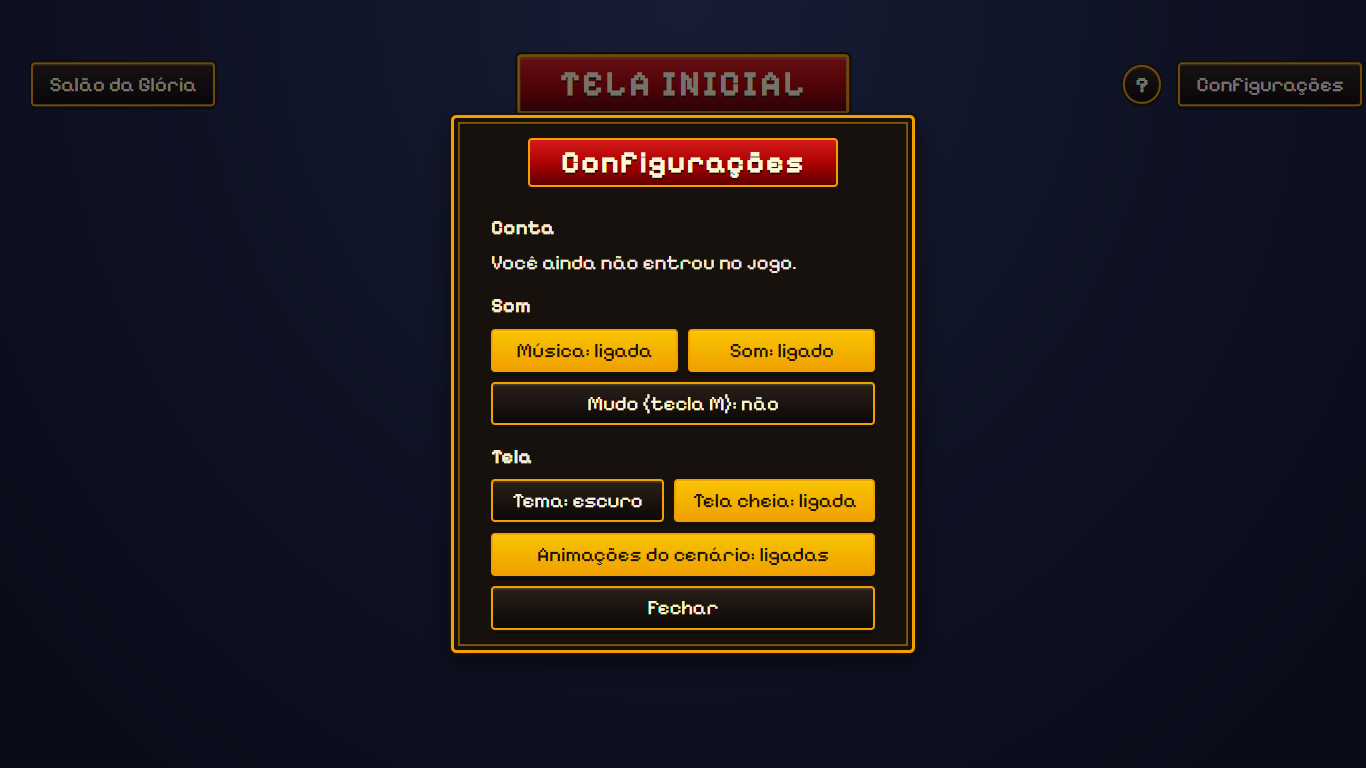 Salão da Glória
TELA INICIAL
?
Configurações
Configurações
Conta
Você ainda não entrou no jogo.
Som
Música: ligada
Som: ligado
Mudo (tecla M): não
Tela
Tema: escuro
Tela cheia: ligada
Animações do cenário: ligadas
Fechar